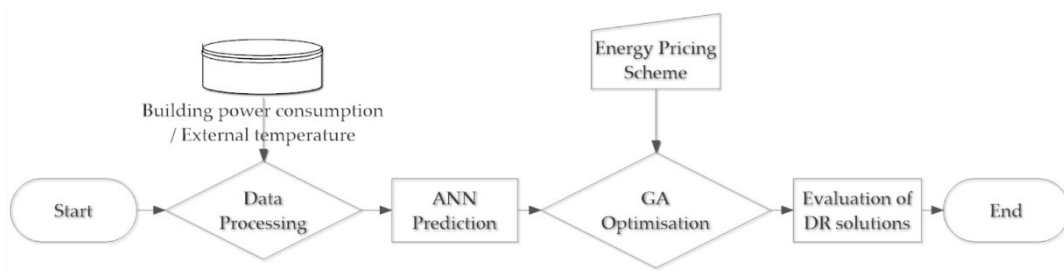 Building power consumption
/ External temperature
Energy Pricing
Scheme
Start
Data
Processing
ANN
Prediction
GA
Optimisation
Evaluation of
DR solutions
End